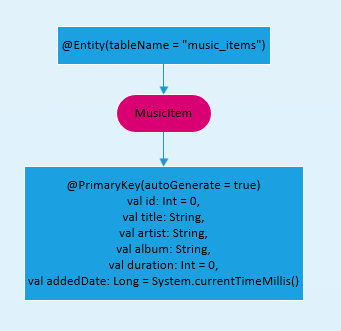 @Entity(tableName = "music_items")
MusicItem
@PrimaryKey(autoGenerate = true)
val id: Int = 0,
val title: String,
val artist: String,
val album: String,
val duration: Int = 0,
val addedDate: Long = System.currentTimeMillis()